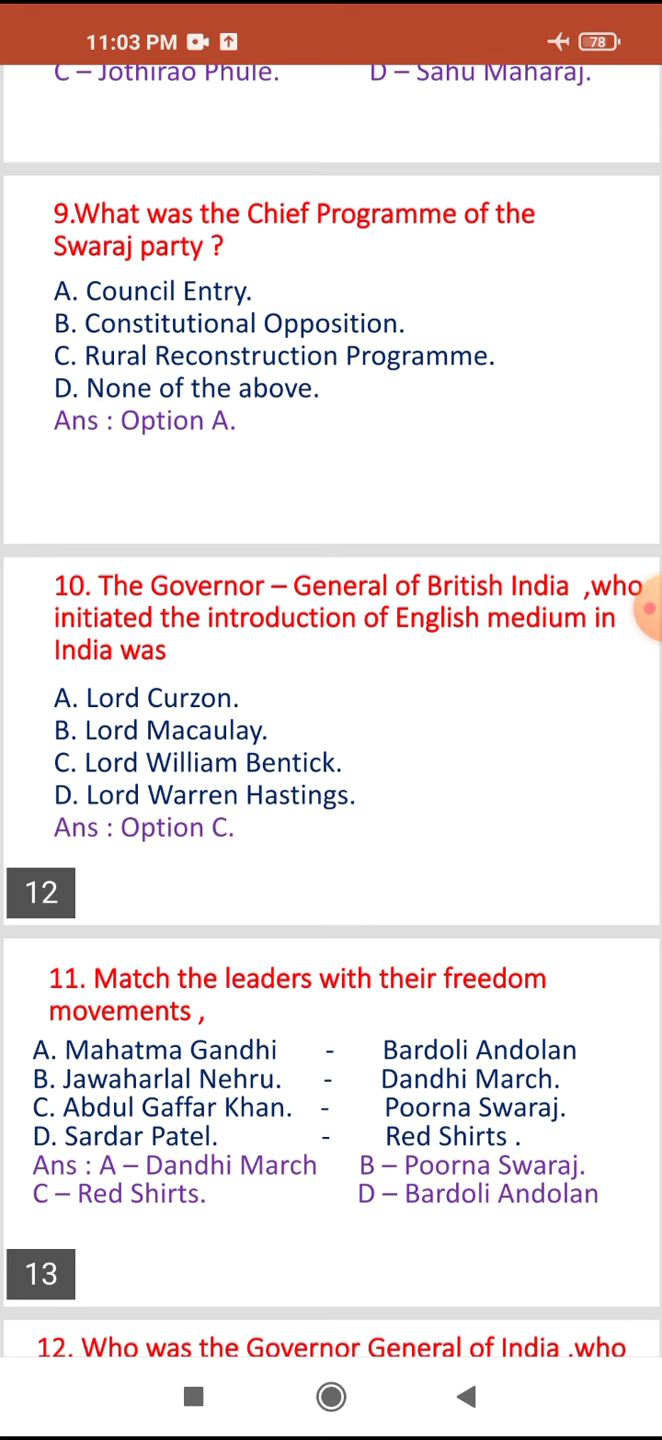 11:03 PM
78
C – Jothirao Phule. D – Sahu Maharaj.
9.What was the Chief Programme of the
Swaraj party ?
A. Council Entry.
B. Constitutional Opposition.
C. Rural Reconstruction Programme.
D. None of the above.
Ans : Option A.
10. The Governor – General of British India ,who
initiated the introduction of English medium in
India was
A. Lord Curzon.
B. Lord Macaulay.
C. Lord William Bentick.
D. Lord Warren Hastings.
Ans : Option C.
12
11. Match the leaders with their freedom
movements ,
A. Mahatma Gandhi - Bardoli Andolan
B. Jawaharlal Nehru. - Dandhi March.
C. Abdul Gaffar Khan. - Poorna Swaraj.
D. Sardar Patel. - Red Shirts .
Ans : A – Dandhi March B – Poorna Swaraj.
C – Red Shirts. D – Bardoli Andolan
13
12. Who was the Governor General of India ,who